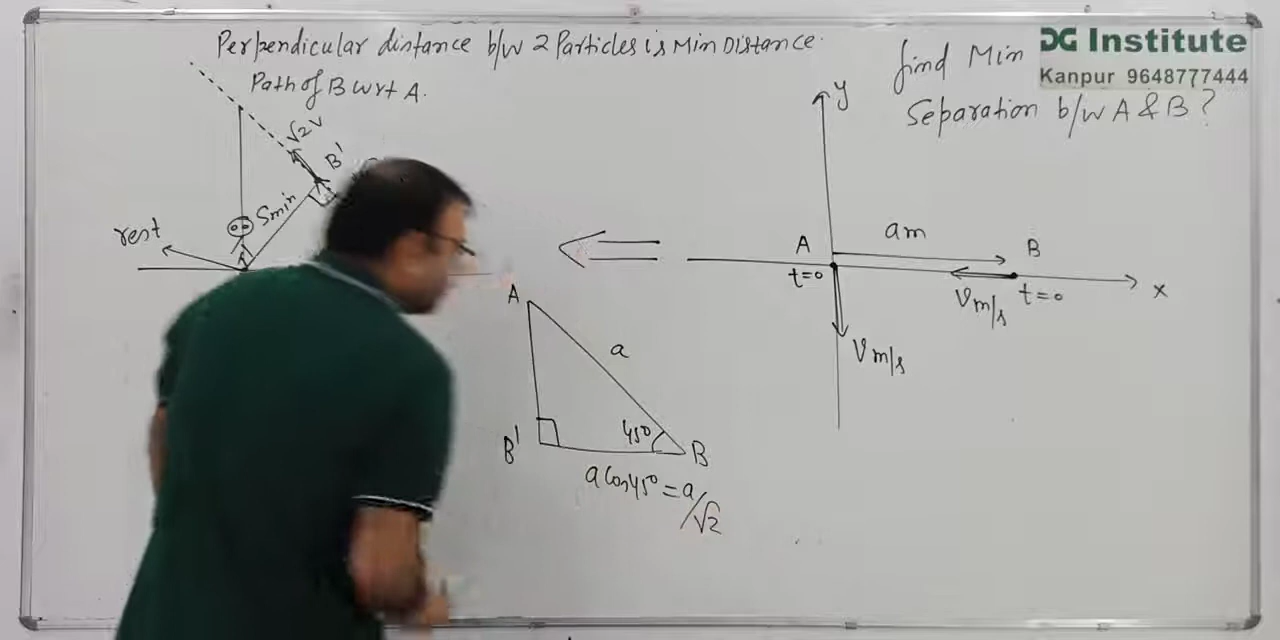 Perpendicular distance b/w 2 Particles is Min Distance.
Path of B wrt A.
√2 V
B'
Smin
rest
A
find Min
Separation b/w A & B ?
DG Institute
Kanpur 9648777444
y
A
am
B
t=0
Vm/s
t=0
x
Vm/s
A
a
45°
B'
B
a Cos45° = a/√2